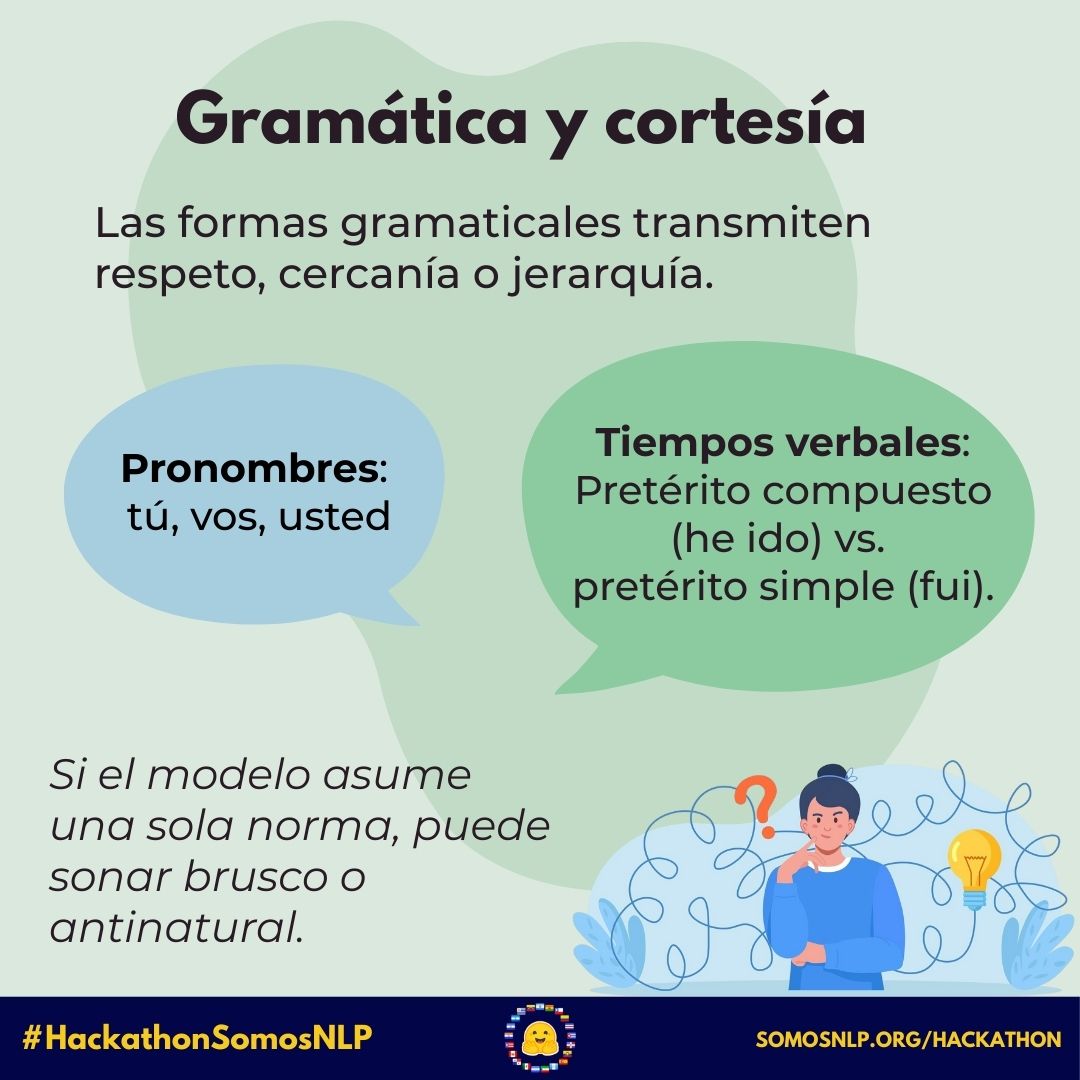 Gramática y cortesía
Las formas gramaticales transmiten
respeto, cercanía o jerarquía.
Pronombres:
tú, vos, usted
Tiempos verbales:
Pretérito compuesto
(he ido) vs.
pretérito simple (fui).
Si el modelo asume
una sola norma, puede
sonar brusco o
antinatural.
?
#HackathonSomosNLP
SOMOSNLP.ORG/HACKATHON